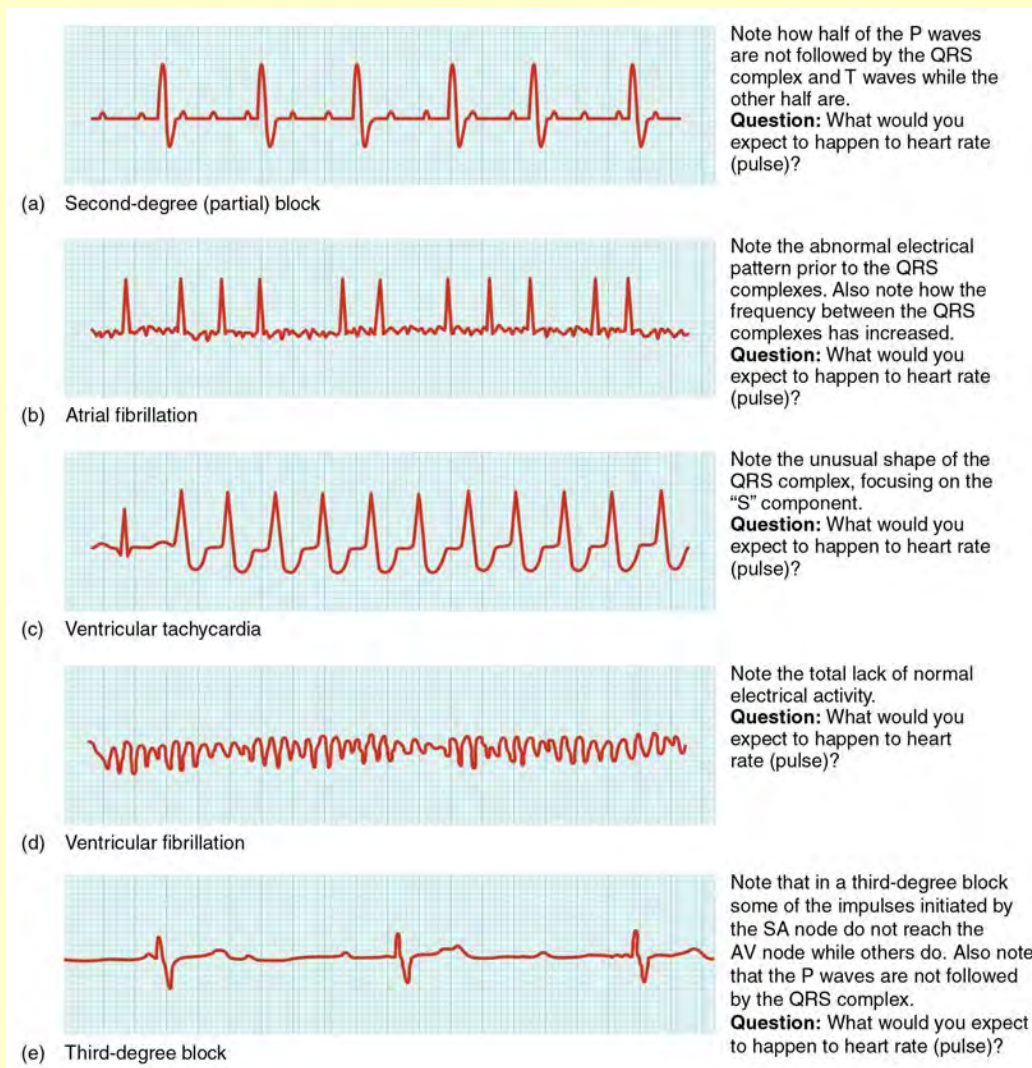 Note how half of the P waves
are not followed by the QRS
complex and T waves while the
other half are.
Question: What would you
expect to happen to heart rate
(pulse)?
(a) Second-degree (partial) block
Note the abnormal electrical
pattern prior to the QRS
complexes. Also note how the
frequency between the QRS
complexes has increased.
Question: What would you
expect to happen to heart rate
(pulse)?
(b) Atrial fibrillation
Note the unusual shape of the
QRS complex, focusing on the
“S” component.
Question: What would you
expect to happen to heart rate
(pulse)?
(c) Ventricular tachycardia
Note the total lack of normal
electrical activity.
Question: What would you
expect to happen to heart
rate (pulse)?
(d) Ventricular fibrillation
Note that in a third-degree block
some of the impulses initiated by
the SA node do not reach the
AV node while others do. Also note
that the P waves are not followed
by the QRS complex.
Question: What would you expect
to happen to heart rate (pulse)?
(e) Third-degree block